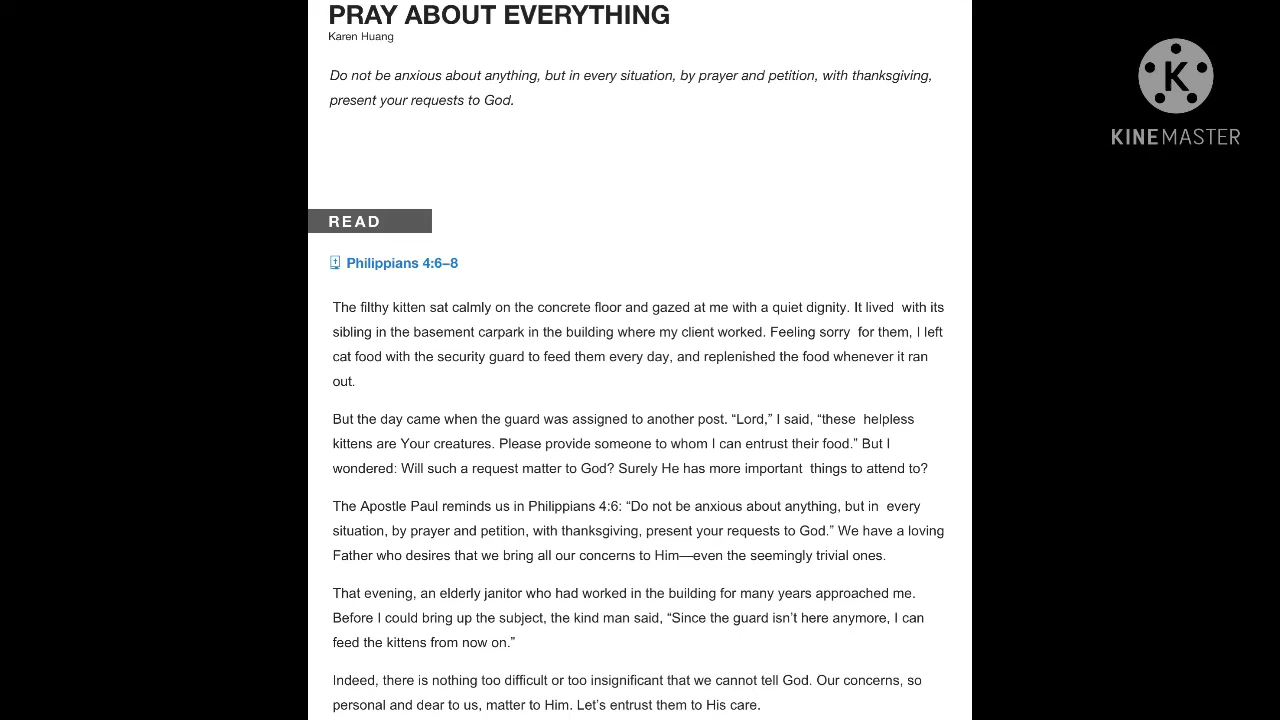 PRAY ABOUT EVERYTHING
Karen Huang
Do not be anxious about anything, but in every situation, by prayer and petition, with thanksgiving,
present your requests to God.
K
KINEMASTER
READ
Philippians 4:6–8
The filthy kitten sat calmly on the concrete floor and gazed at me with a quiet dignity. It lived with its
sibling in the basement carpark in the building where my client worked. Feeling sorry for them, I left
cat food with the security guard to feed them every day, and replenished the food whenever it ran
out.
But the day came when the guard was assigned to another post. “Lord,” I said, “these helpless
kittens are Your creatures. Please provide someone to whom I can entrust their food.” But I
wondered: Will such a request matter to God? Surely He has more important things to attend to?
The Apostle Paul reminds us in Philippians 4:6: “Do not be anxious about anything, but in every
situation, by prayer and petition, with thanksgiving, present your requests to God.” We have a loving
Father who desires that we bring all our concerns to Him—even the seemingly trivial ones.
That evening, an elderly janitor who had worked in the building for many years approached me.
Before I could bring up the subject, the kind man said, “Since the guard isn’t here anymore, I can
feed the kittens from now on.”
Indeed, there is nothing too difficult or too insignificant that we cannot tell God. Our concerns, so
personal and dear to us, matter to Him. Let’s entrust them to His care.